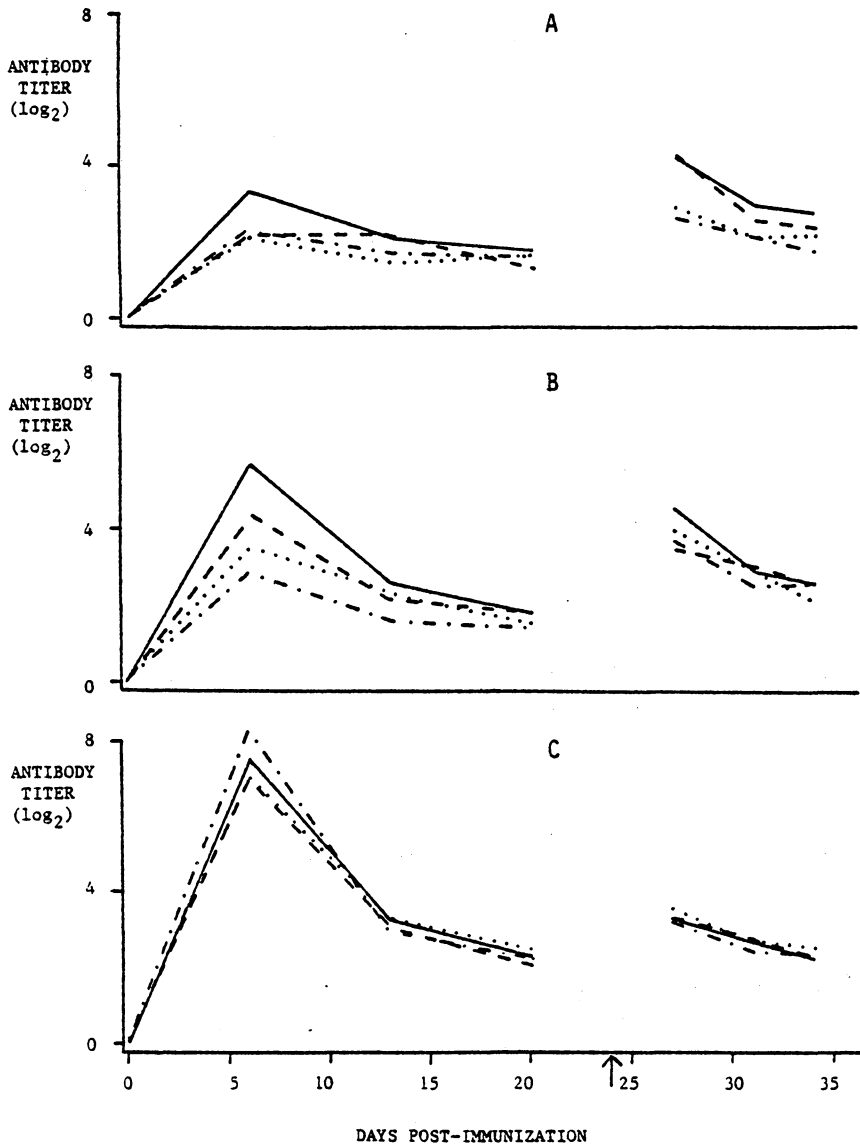 A
8
ANTIBODY
TITER
(log2)
4
0
B
8
ANTIBODY
TITER
(log2)
4
0
C
8
ANTIBODY
TITER
(log2)
4
0
0 5 10 15 20 25 30 35
DAYS POST-IMMUNIZATION